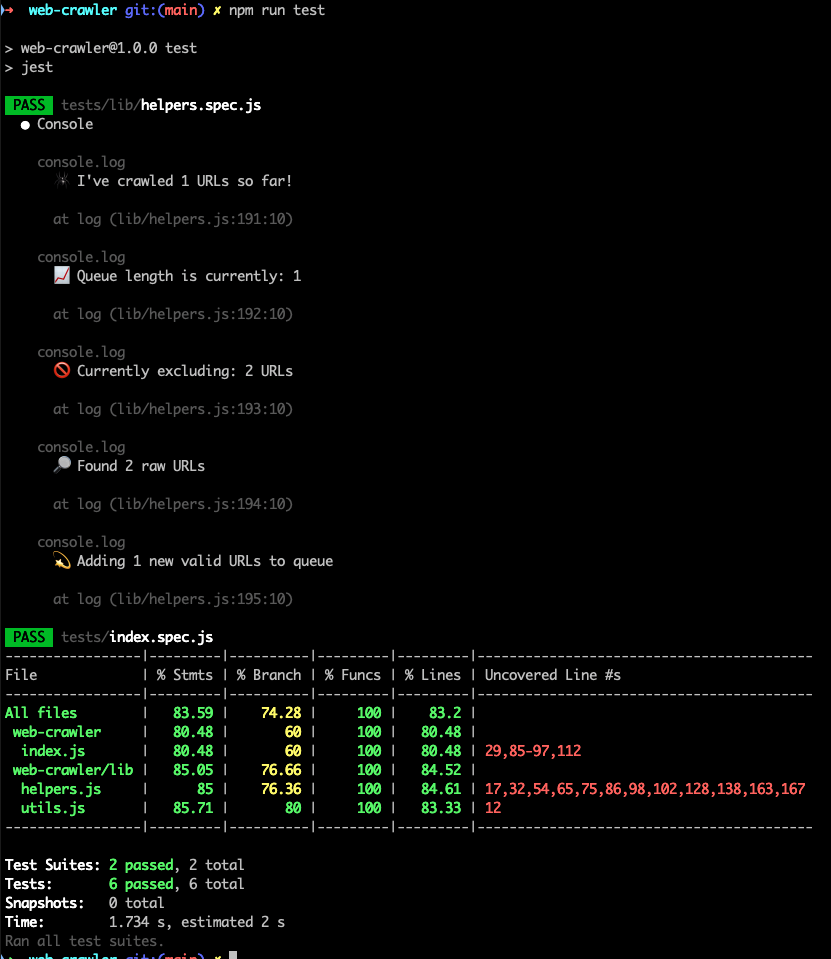 → web-crawler git:(main) ✗ npm run test
> web-crawler@1.0.0 test
> jest
PASS tests/lib/helpers.spec.js
● Console
console.log
🕷 I've crawled 1 URLs so far!
at log (lib/helpers.js:191:10)
console.log
📈 Queue length is currently: 1
at log (lib/helpers.js:192:10)
console.log
🚫 Currently excluding: 2 URLs
at log (lib/helpers.js:193:10)
console.log
🔎 Found 2 raw URLs
at log (lib/helpers.js:194:10)
console.log
💫 Adding 1 new valid URLs to queue
at log (lib/helpers.js:195:10)
PASS tests/index.spec.js
-----------------|---------|----------|---------|---------|------------------------------------------
File             | % Stmts | % Branch | % Funcs | % Lines | Uncovered Line #s
-----------------|---------|----------|---------|---------|------------------------------------------
All files        |   83.59 |    74.28 |     100 |    83.2 |
 web-crawler     |   80.48 |       60 |     100 |   80.48 |
  index.js       |   80.48 |       60 |     100 |   80.48 | 29,85-97,112
 web-crawler/lib |   85.05 |    76.66 |     100 |   84.52 |
  helpers.js     |      85 |    76.36 |     100 |   84.61 | 17,32,54,65,75,86,98,102,128,138,163,167
  utils.js       |   85.71 |       80 |     100 |   83.33 | 12
-----------------|---------|----------|---------|---------|------------------------------------------
Test Suites: 2 passed, 2 total
Tests:       6 passed, 6 total
Snapshots:   0 total
Time:        1.734 s, estimated 2 s
Ran all test suites.
→ web-crawler git:(main) ✗